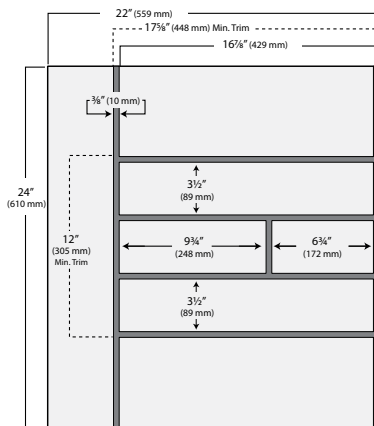 22” (559 mm)
17⅝” (448 mm) Min. Trim
16⅞” (429 mm)
⅜” (10 mm)
24”
(610 mm)
3½”
(89 mm)
12”
(305 mm)
Min. Trim
9¾”
(248 mm)
6¾”
(172 mm)
3½”
(89 mm)